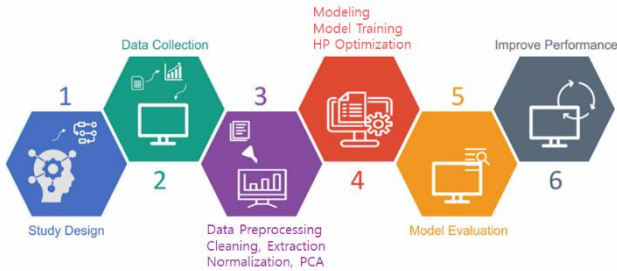 1
Study Design
Data Collection
2
3
Data Preprocessing
Cleaning, Extraction
Normalization, PCA
Modeling
Model Training
HP Optimization
4
5
Model Evaluation
Improve Performance
6